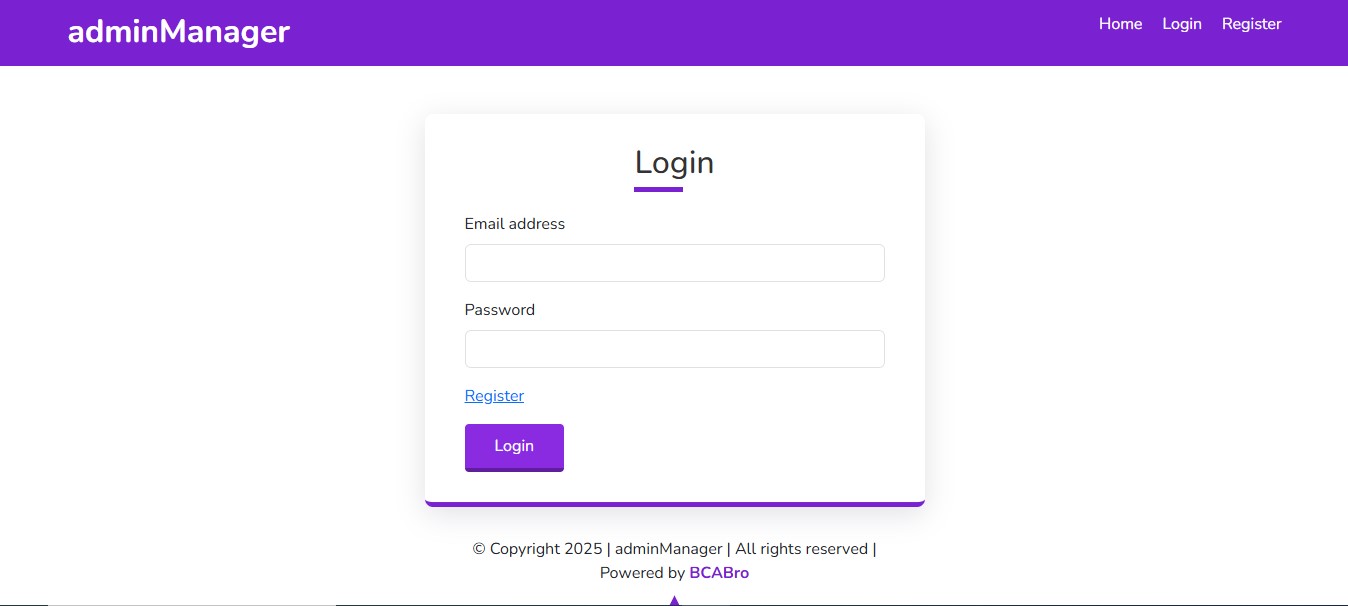 adminManager
Home Login Register
Login
Email address
Password
Register
Login
© Copyright 2025 | adminManager | All rights reserved |
Powered by BCABro